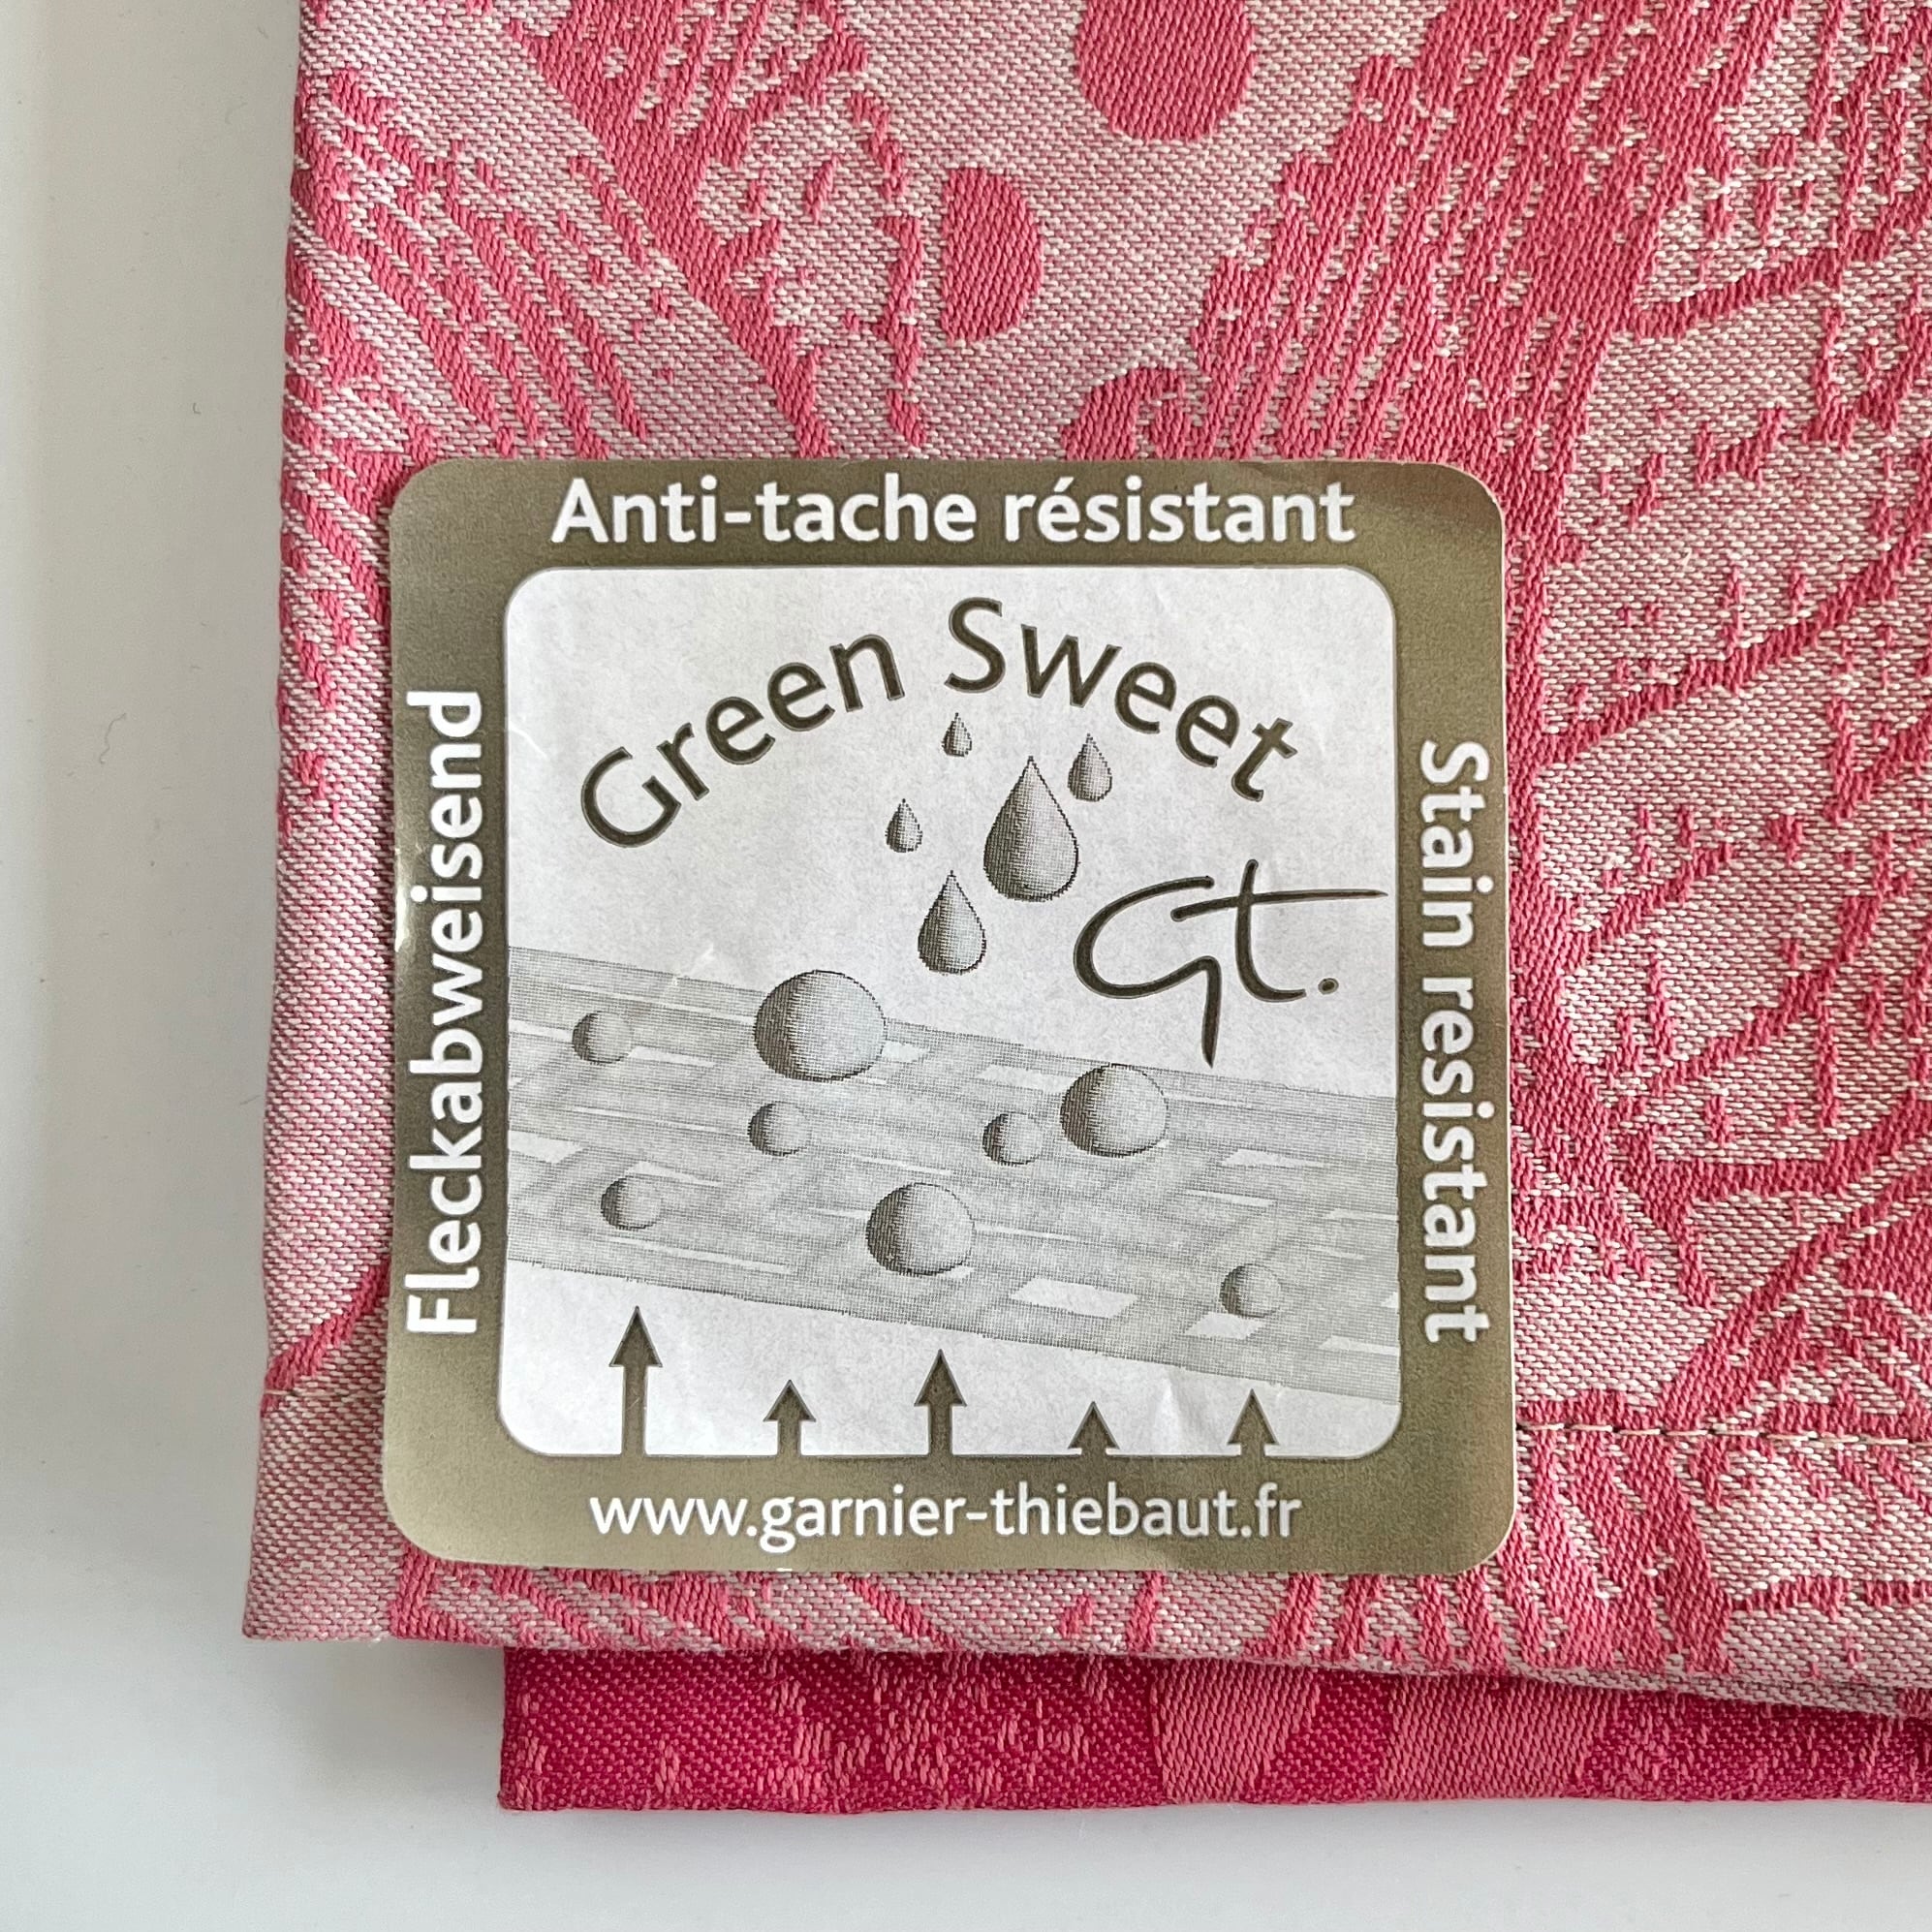 Anti-tache résistant
Fleckabweisend
Green Sweet
Gt.
Stain resistant
www.garnier-thiebaut.fr